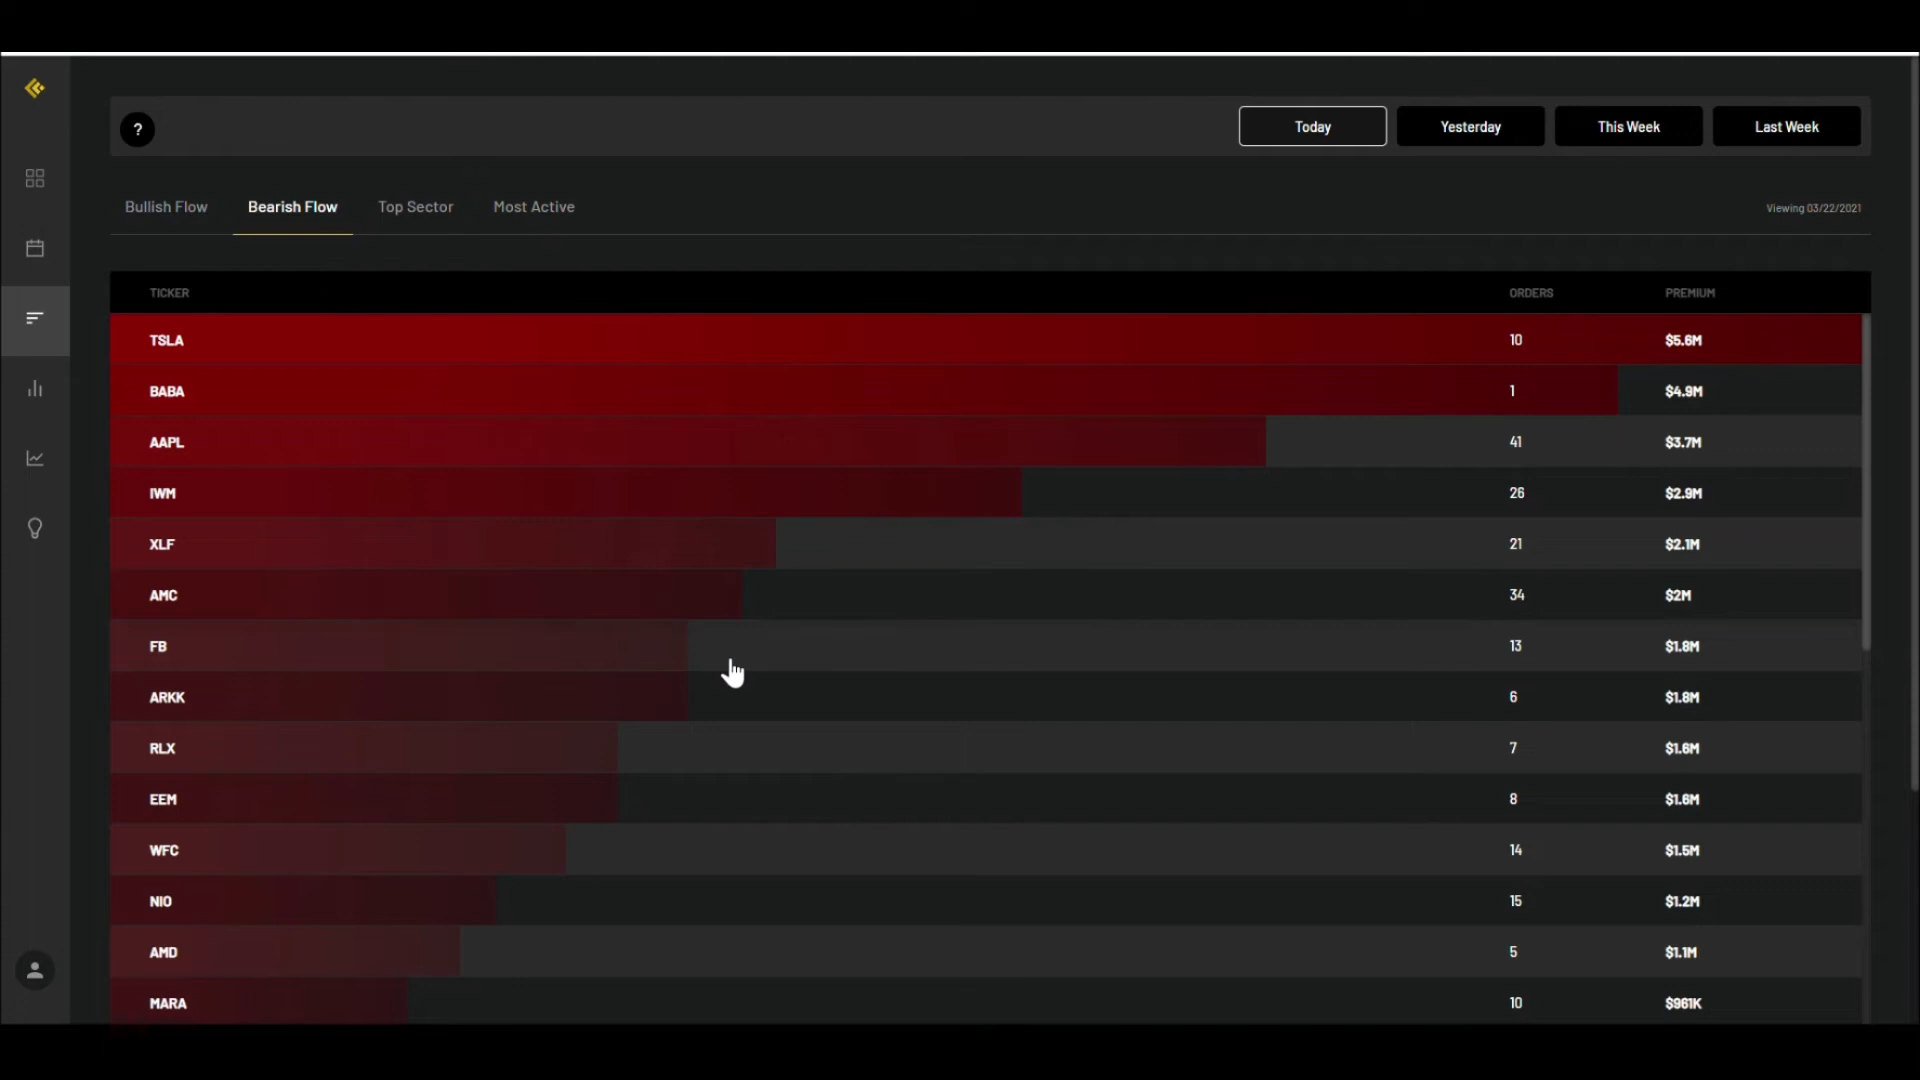 ?
Today Yesterday This Week Last Week
Bullish Flow Bearish Flow Top Sector Most Active Viewing 03/22/2021
TICKER ORDERS PREMIUM
TSLA 10 $5.6M
BABA 1 $4.9M
AAPL 41 $3.7M
IWM 26 $2.9M
XLF 21 $2.1M
AMC 34 $2M
FB 13 $1.8M
ARKK 6 $1.8M
RLX 7 $1.6M
EEM 8 $1.6M
WFC 14 $1.5M
NIO 15 $1.2M
AMD 5 $1.1M
MARA 10 $961K